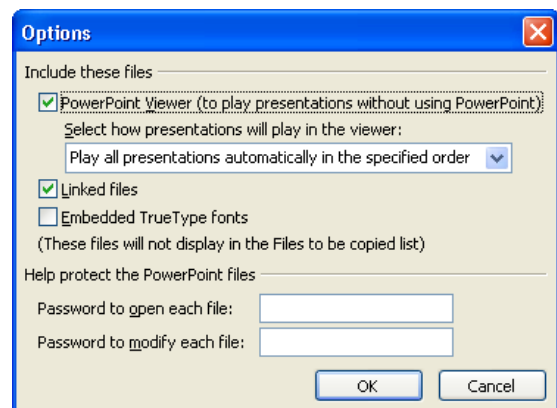 Options
Include these files
PowerPoint Viewer (to play presentations without using PowerPoint)
Select how presentations will play in the viewer:
Play all presentations automatically in the specified order
Linked files
Embedded TrueType fonts
(These files will not display in the Files to be copied list)
Help protect the PowerPoint files
Password to open each file:
Password to modify each file:
OK Cancel